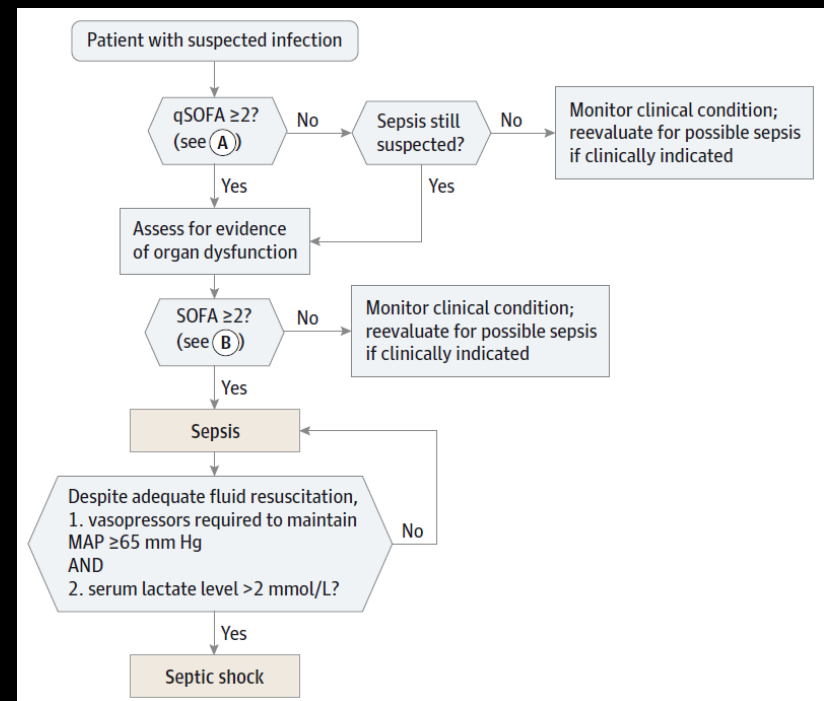 Patient with suspected infection
qSOFA ≥2?
(see A)
No
Sepsis still
suspected?
No
Monitor clinical condition;
reevaluate for possible sepsis
if clinically indicated
Yes
Yes
Assess for evidence
of organ dysfunction
SOFA ≥2?
(see B)
No
Monitor clinical condition;
reevaluate for possible sepsis
if clinically indicated
Yes
Sepsis
Despite adequate fluid resuscitation,
1. vasopressors required to maintain
MAP ≥65 mm Hg
AND
2. serum lactate level >2 mmol/L?
No
Yes
Septic shock